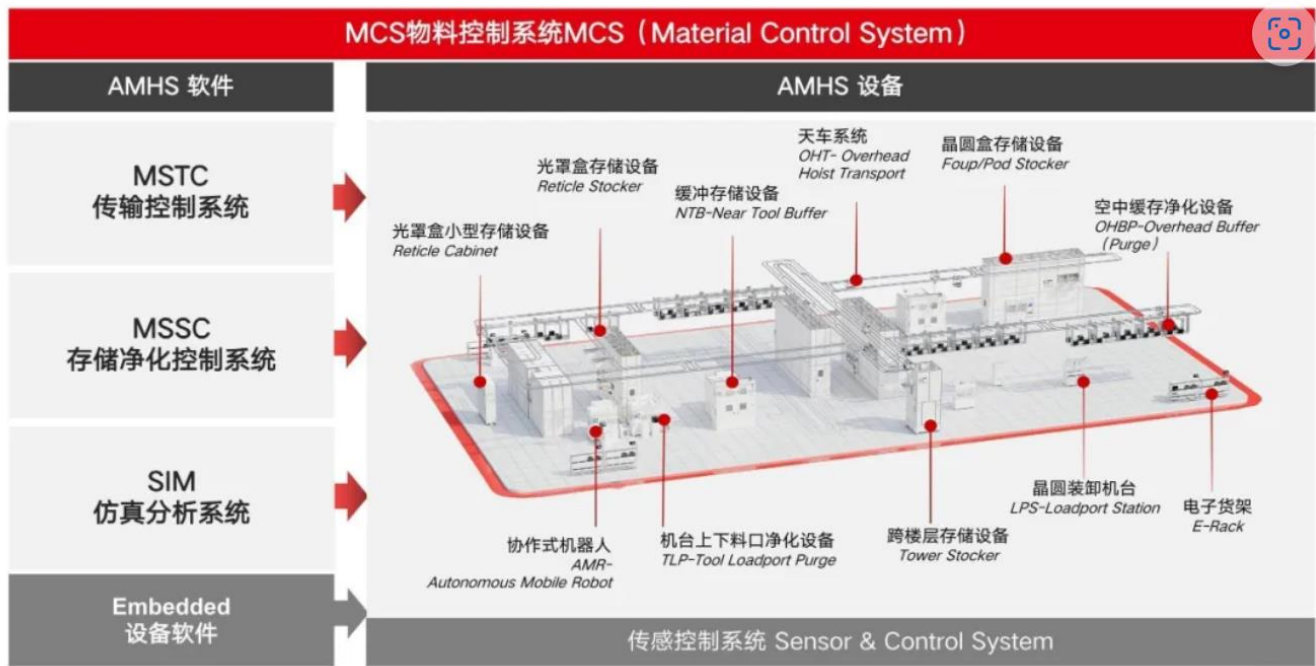 MCS物料控制系统MCS（Material Control System）
AMHS 软件
AMHS 设备
MSTC
传输控制系统
MSSC
存储净化控制系统
SIM
仿真分析系统
Embedded
设备软件
光罩盒小型存储设备
Reticle Cabinet
光罩盒存储设备
Reticle Stocker
缓冲存储设备
NTB-Near Tool Buffer
天车系统
OHT- Overhead
Hoist Transport
晶圆盒存储设备
Foup/Pod Stocker
空中缓存净化设备
OHBP-Overhead Buffer
（Purge）
协作式机器人
AMR-
Autonomous Mobile Robot
机台上下料口净化设备
TLP-Tool Loadport Purge
跨楼层存储设备
Tower Stocker
晶圆装卸机台
LPS-Loadport Station
电子货架
E-Rack
传感控制系统 Sensor & Control System